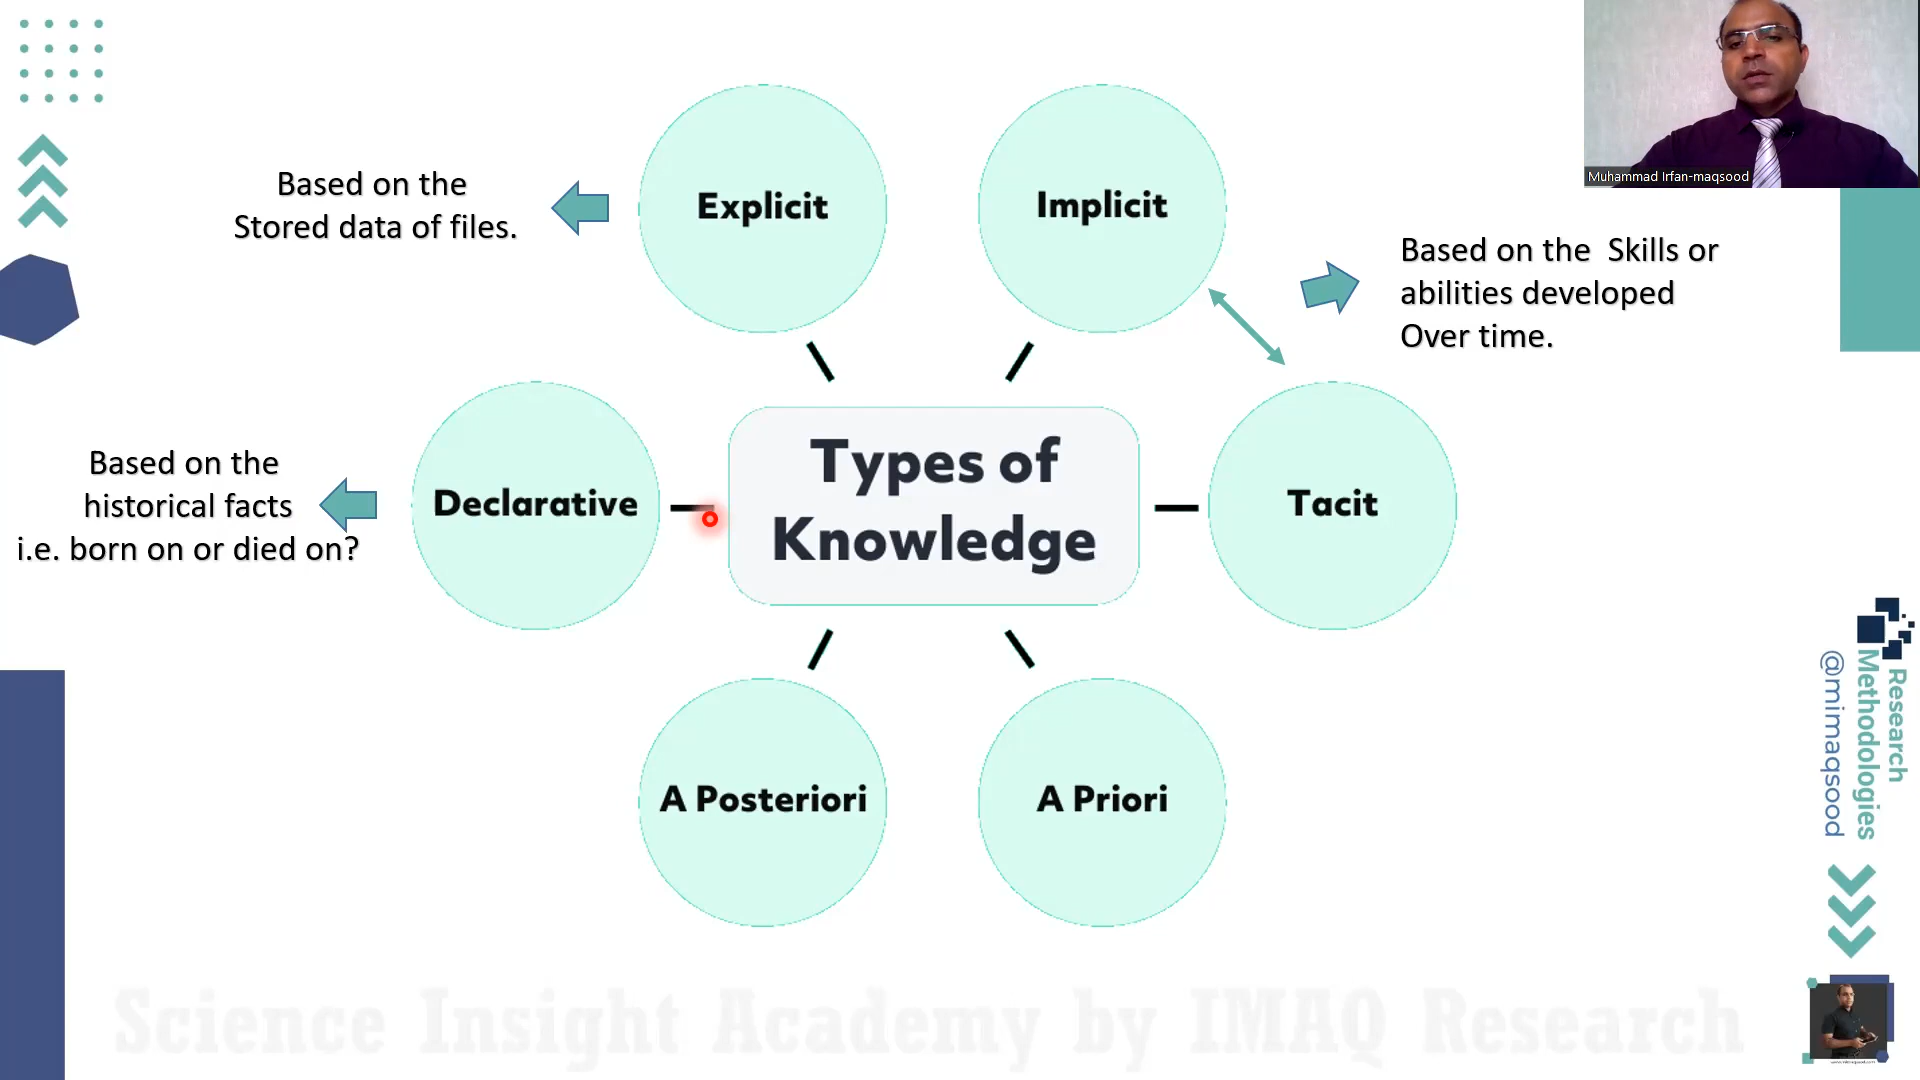 Muhammad Irfan-maqsood
Explicit
Implicit
Based on the
Stored data of files.
Based on the  Skills or
abilities developed
Over time.
Types of
Knowledge
Declarative
Tacit
Based on the
historical facts
i.e. born on or died on?
A Posteriori
A Priori
Research
Methodologies
@mimaqsood
Science Insight Academy by IMAQ Research